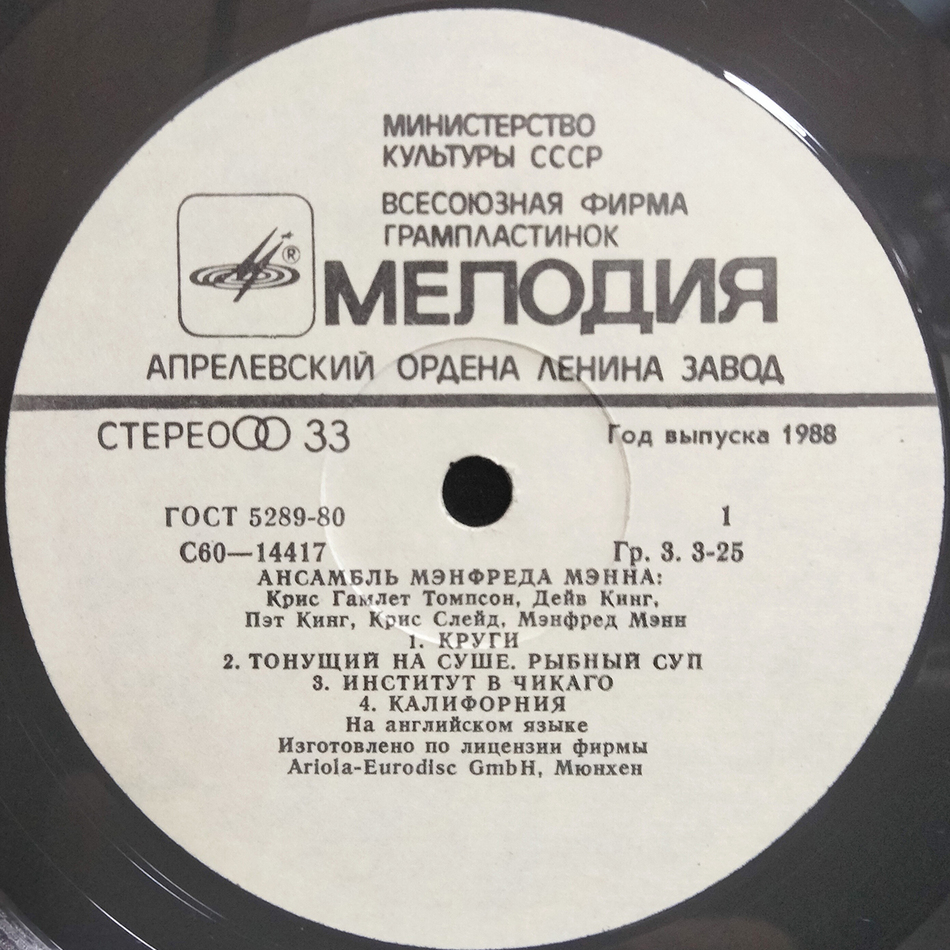 МИНИСТЕРСТВО
КУЛЬТУРЫ СССР
ВСЕСОЮЗНАЯ ФИРМА
ГРАМПЛАСТИНОК
®
МЕЛОДИЯ
АПРЕЛЕВСКИЙ ОРДЕНА ЛЕНИНА ЗАВОД
СТЕРЕО 33
Год выпуска 1988
ГОСТ 5289-80 1
С60—14417 Гр. 3. 3-25
АНСАМБЛЬ МЭНФРЕДА МЭННА:
Крис Гамлет Томпсон, Дейв Кинг,
Пэт Кинг, Крис Слейд, Мэнфред Мэнн
1. КРУГИ
2. ТОНУЩИЙ НА СУШЕ. РЫБНЫЙ СУП
3. ИНСТИТУТ В ЧИКАГО
4. КАЛИФОРНИЯ
На английском языке
Изготовлено по лицензии фирмы
Ariola-Eurodisc GmbH, Мюнхен